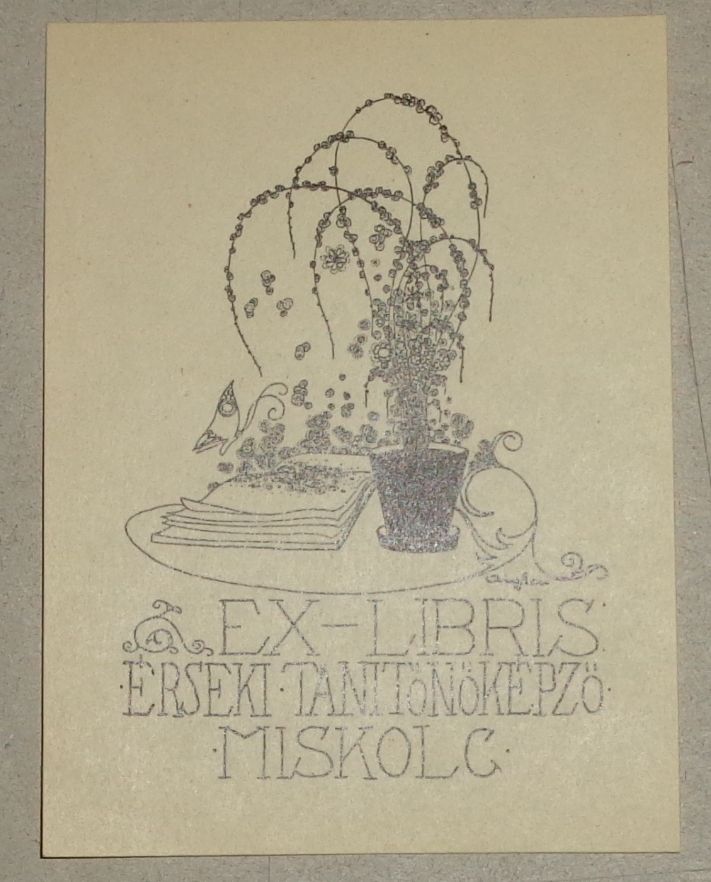 EX-LIBRIS
·ÉRSEKI·TANÍTÓNŐKÉPZŐ·
·MISKOLC·